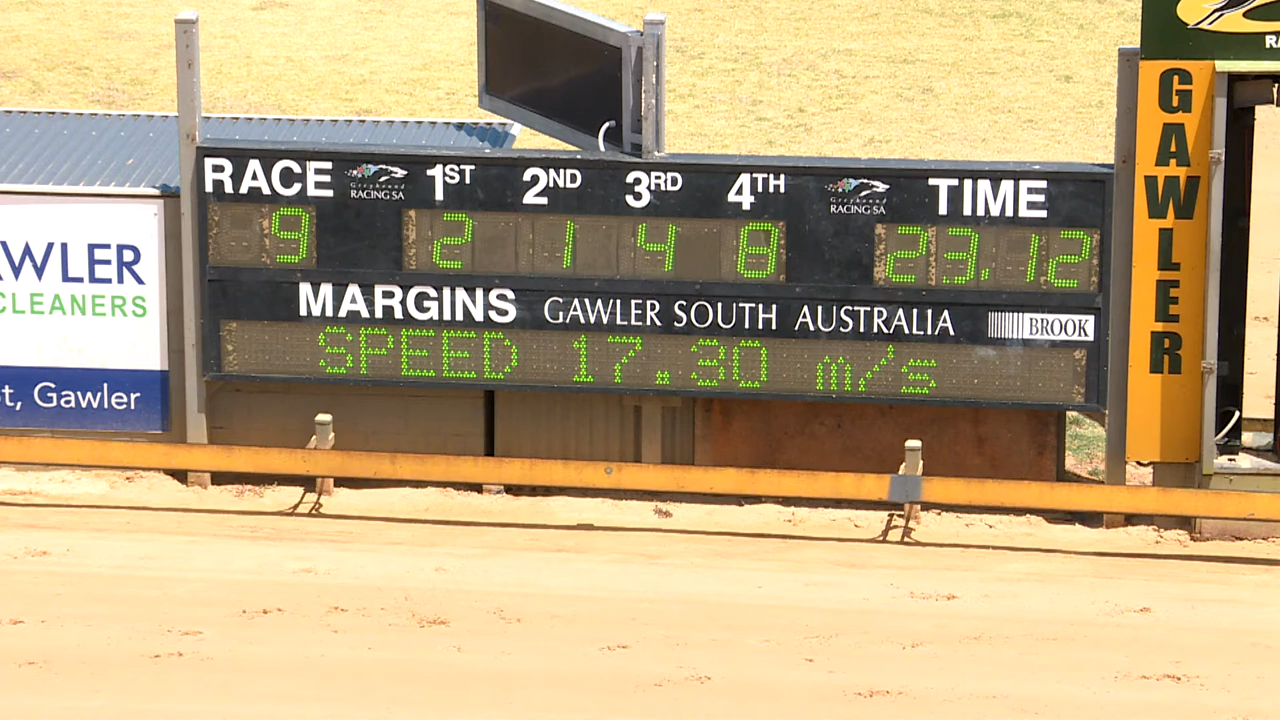 RACE
Greyhound
RACING SA
1ST 2ND 3RD 4TH
Greyhound
RACING SA
TIME
9 2 1 4 8 23.12
MARGINS GAWLER SOUTH AUSTRALIA BROOK
SPEED 17.30 m/s
AWLER
CLEANERS
t, Gawler
RA
GAWLER